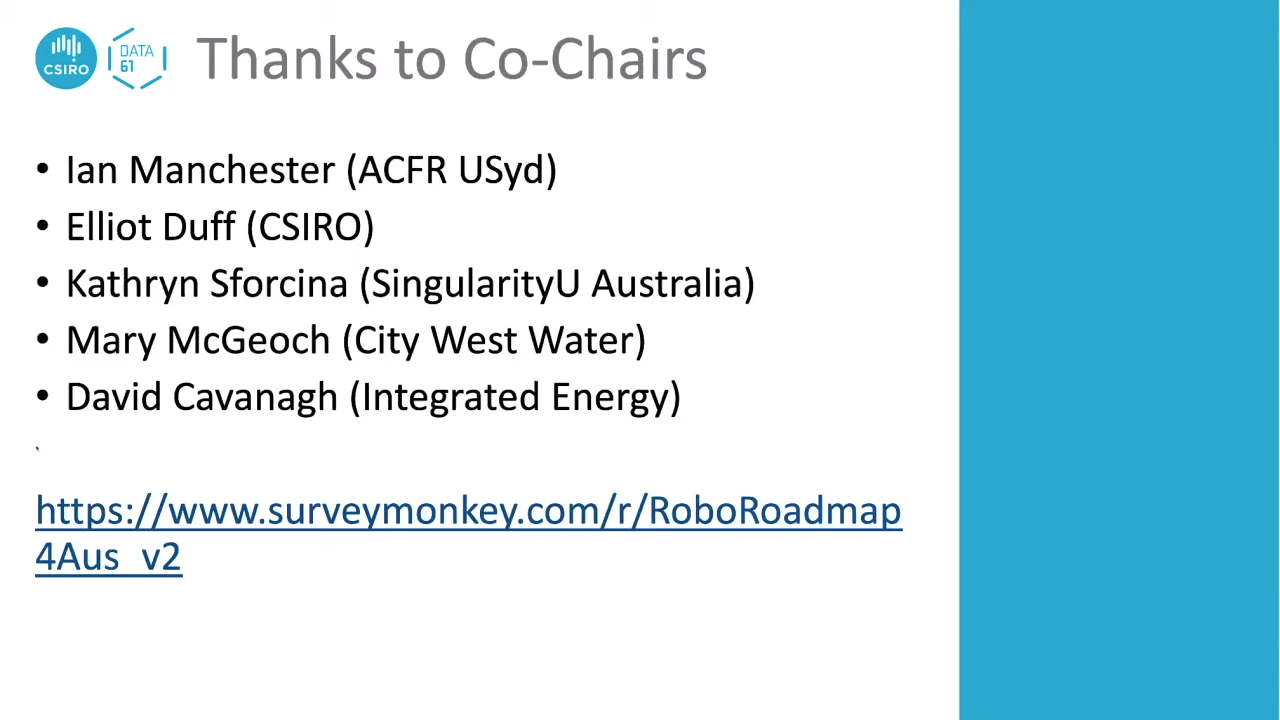 CSIRO
DATA
61
Thanks to Co-Chairs
• Ian Manchester (ACFR USyd)
• Elliot Duff (CSIRO)
• Kathryn Sforcina (SingularityU Australia)
• Mary McGeoch (City West Water)
• David Cavanagh (Integrated Energy)
https://www.surveymonkey.com/r/RoboRoadmap
4Aus_v2